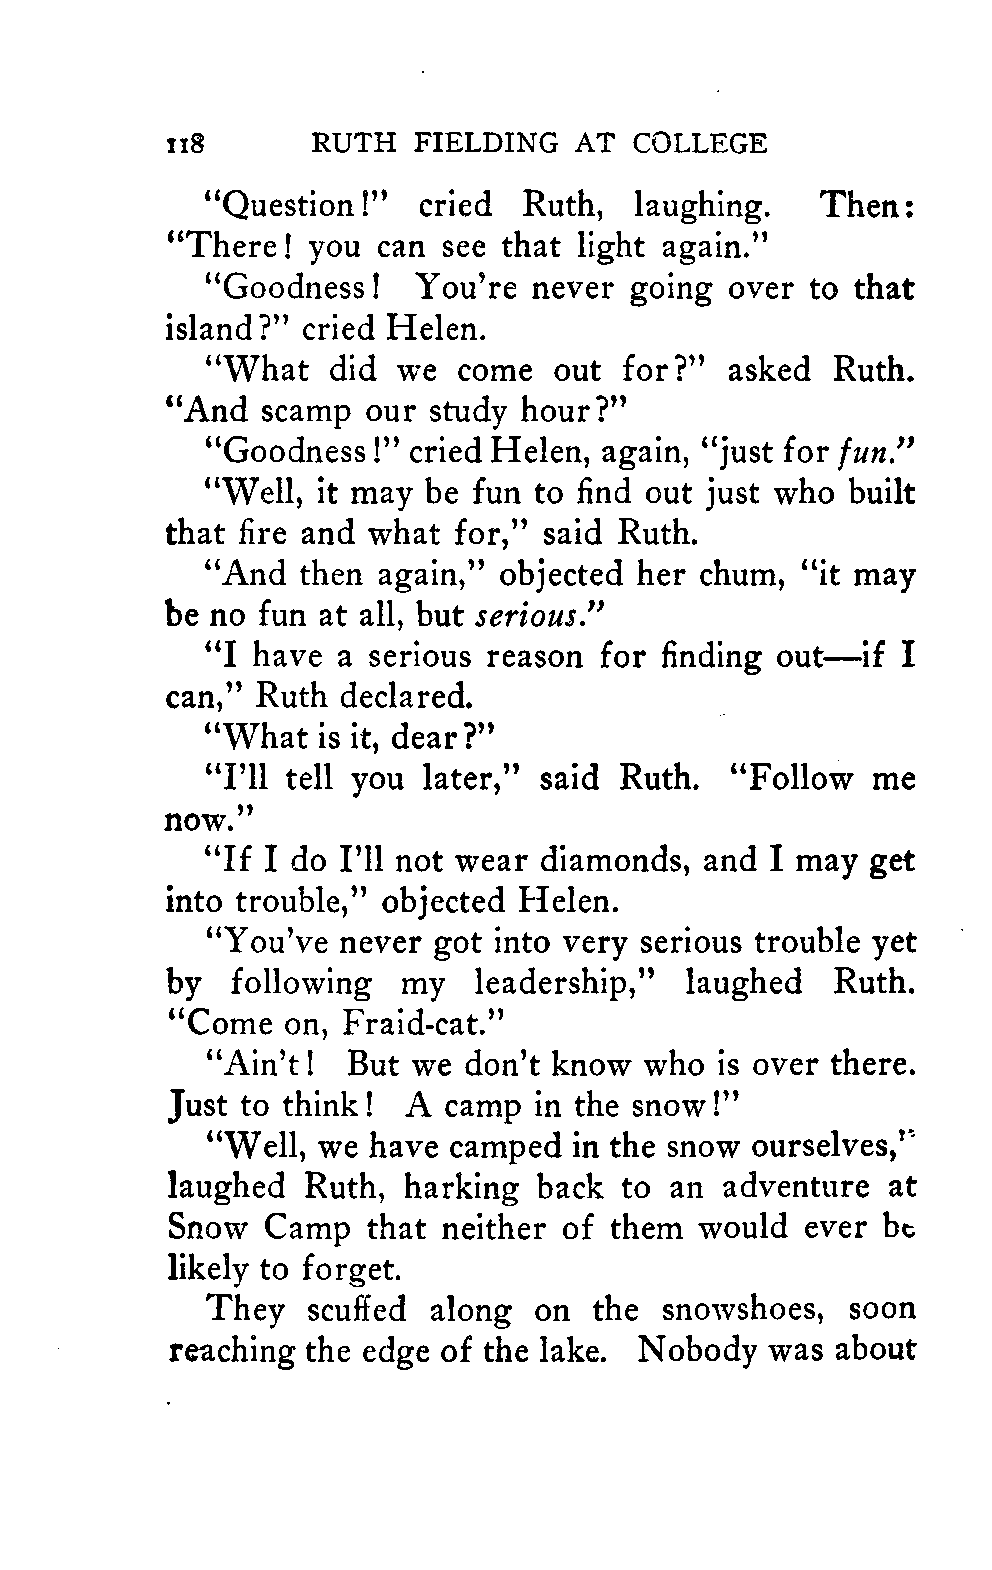 118 RUTH FIELDING AT COLLEGE
“Question!” cried Ruth, laughing. Then:
“There! you can see that light again.”
“Goodness! You’re never going over to that
island?” cried Helen.
“What did we come out for?” asked Ruth.
“And scamp our study hour?”
“Goodness!” cried Helen, again, “just for fun.”
“Well, it may be fun to find out just who built
that fire and what for,” said Ruth.
“And then again,” objected her chum, “it may
be no fun at all, but serious.”
“I have a serious reason for finding out—if I
can,” Ruth declared.
“What is it, dear?”
“I’ll tell you later,” said Ruth. “Follow me
now.”
“If I do I’ll not wear diamonds, and I may get
into trouble,” objected Helen.
“You’ve never got into very serious trouble yet
by following my leadership,” laughed Ruth.
“Come on, Fraid-cat.”
“Ain’t! But we don’t know who is over there.
Just to think! A camp in the snow!”
“Well, we have camped in the snow ourselves,”
laughed Ruth, harking back to an adventure at
Snow Camp that neither of them would ever be
likely to forget.
They scuffed along on the snowshoes, soon
reaching the edge of the lake. Nobody was about